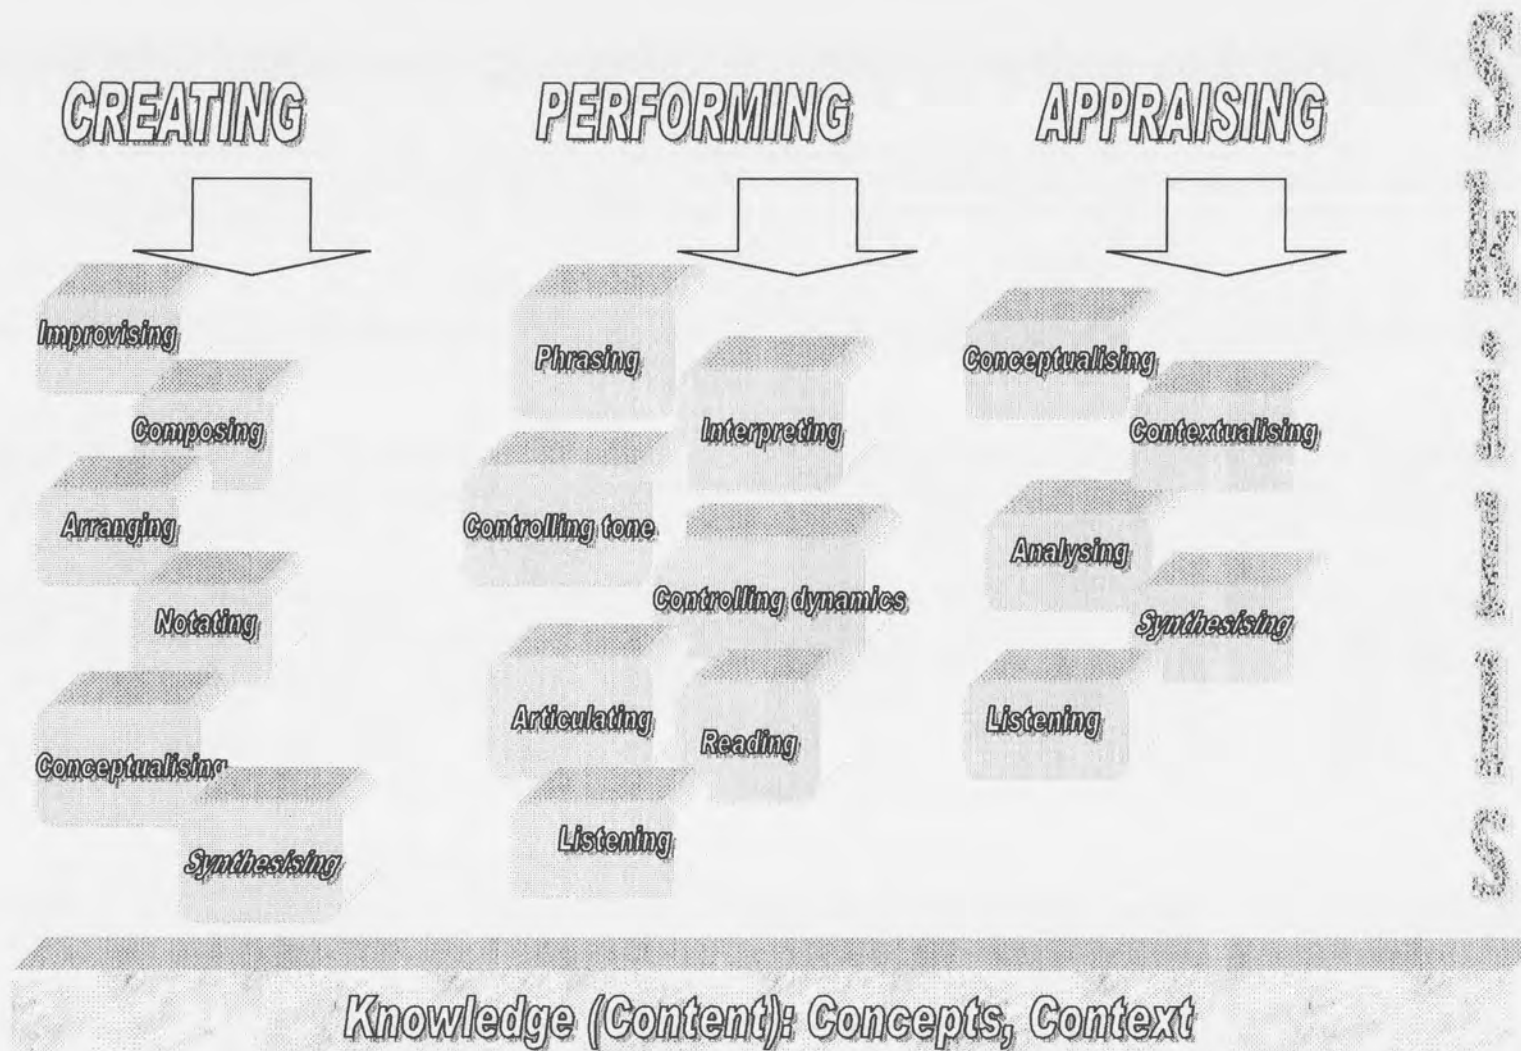 CREATING
Improvising
Composing
Arranging
Notating
Conceptualising
Synthesising
PERFORMING
Phrasing
Interpreting
Controlling tone
Controlling dynamics
Articulating
Reading
Listening
APPRAISING
Conceptualising
Contextualising
Analysing
Synthesising
Listening
Skills
Knowledge (Content): Concepts, Context